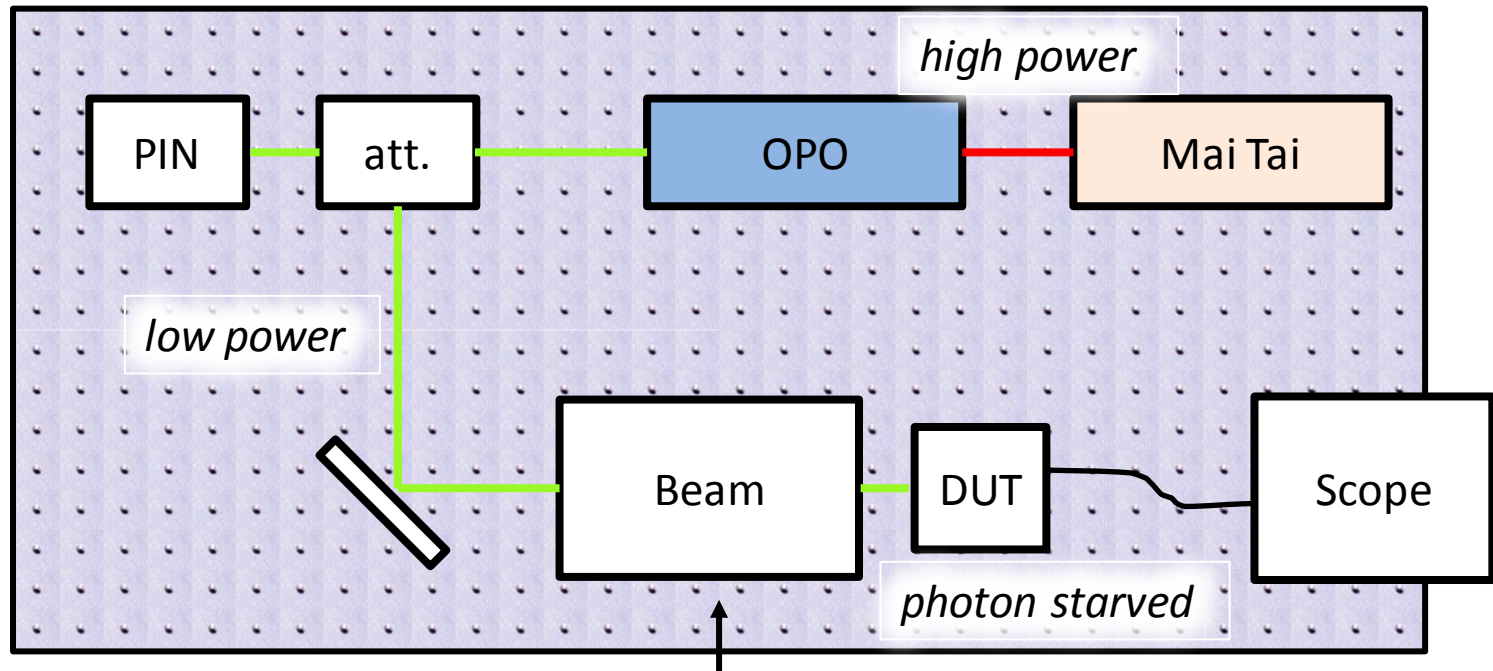 high power
PIN
att.
OPO
Mai Tai
low power
Beam
DUT
Scope
photon starved